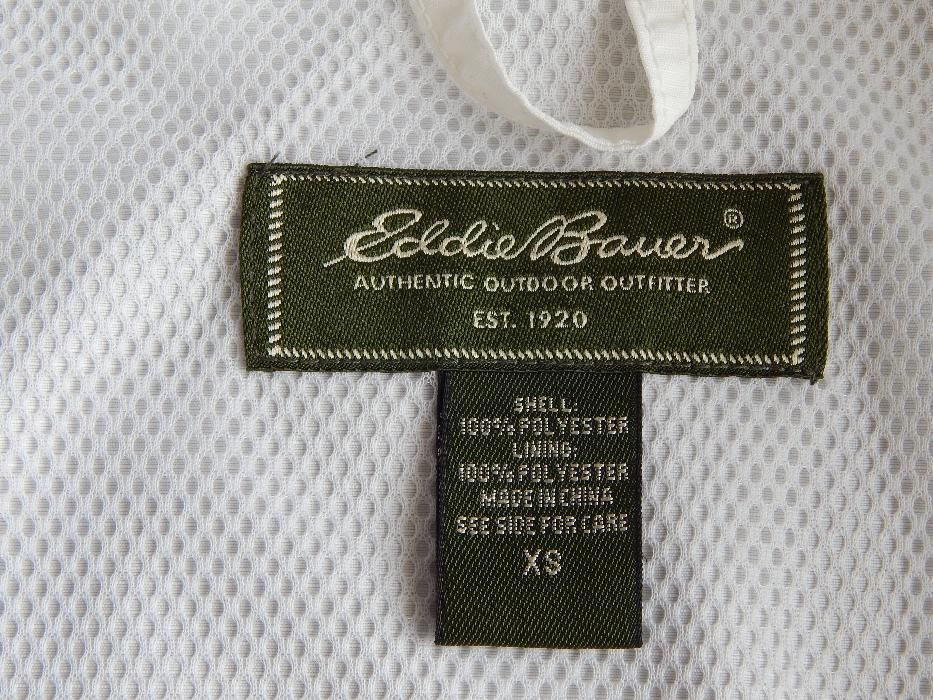 Eddie Bauer®
AUTHENTIC OUTDOOR OUTFITTER
EST. 1920
SHELL:
100% POLYESTER
LINING:
100% POLYESTER
MADE IN CHINA
SEE SIDE FOR CARE
XS